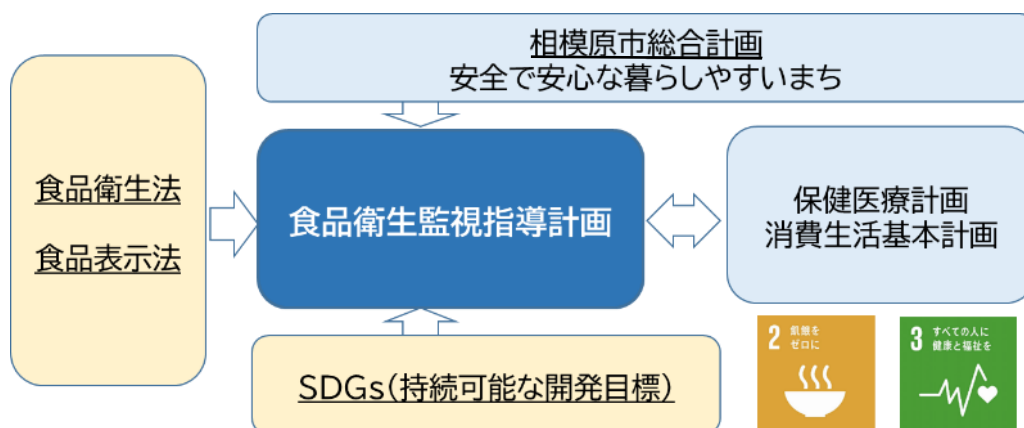 相模原市総合計画
安全で安心な暮らしやすいまち
食品衛生法
食品表示法
食品衛生監視指導計画
保健医療計画
消費生活基本計画
SDGs（持続可能な開発目標）
2 飢餓を
ゼロに
3 すべての人に
健康と福祉を